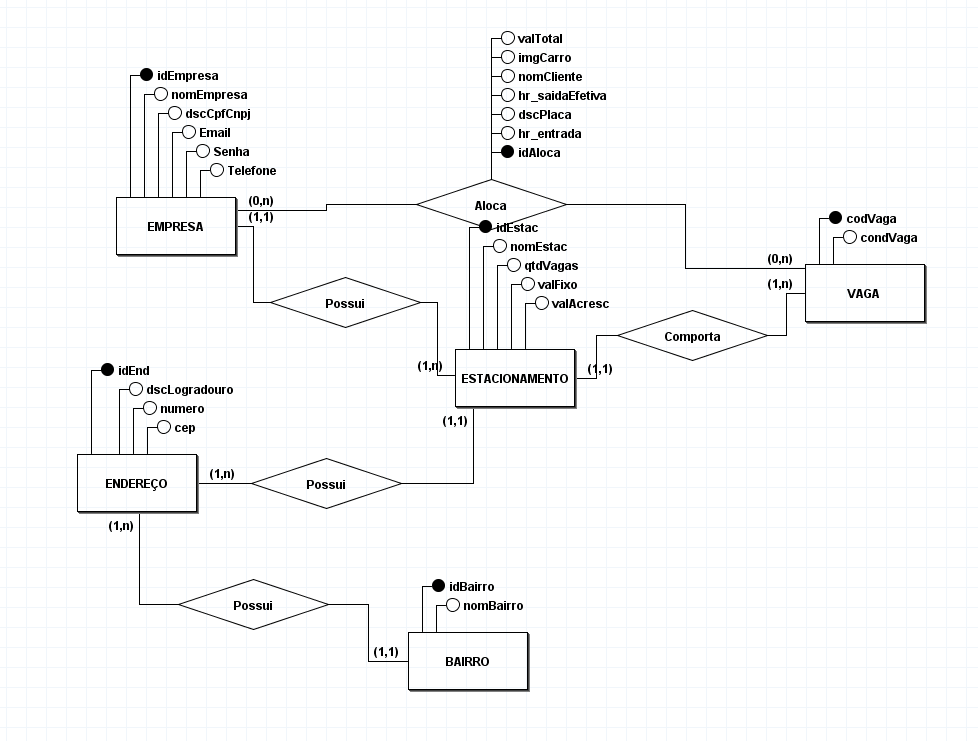 valTotal
imgCarro
nomCliente
hr_saidaEfetiva
dscPlaca
hr_entrada
idAloca
idEmpresa
nomEmpresa
dscCpfCnpj
Email
Senha
Telefone
EMPRESA
(0,n)
(1,1)
Aloca
idEstac
nomEstac
qtdVagas
valFixo
valAcresc
codVaga
condVaga
(0,n)
(1,n)
VAGA
Possui
Comporta
(1,n)
ESTACIONAMENTO
(1,1)
(1,1)
idEnd
dscLogradouro
numero
cep
ENDEREÇO
(1,n)
Possui
(1,n)
Possui
idBairro
nomBairro
(1,1)
BAIRRO